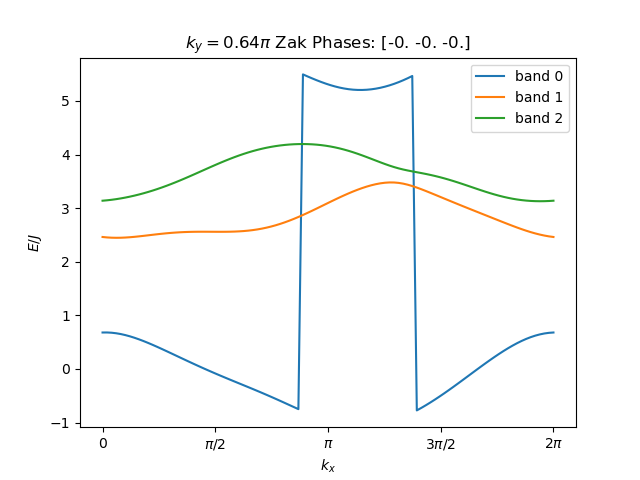 $k_y = 0.64\pi$ Zak Phases: [-0. -0. -0.]
band 0
band 1
band 2
E/J
5
4
3
2
1
0
−1
0
π/2
π
3π/2
2π
$k_x$